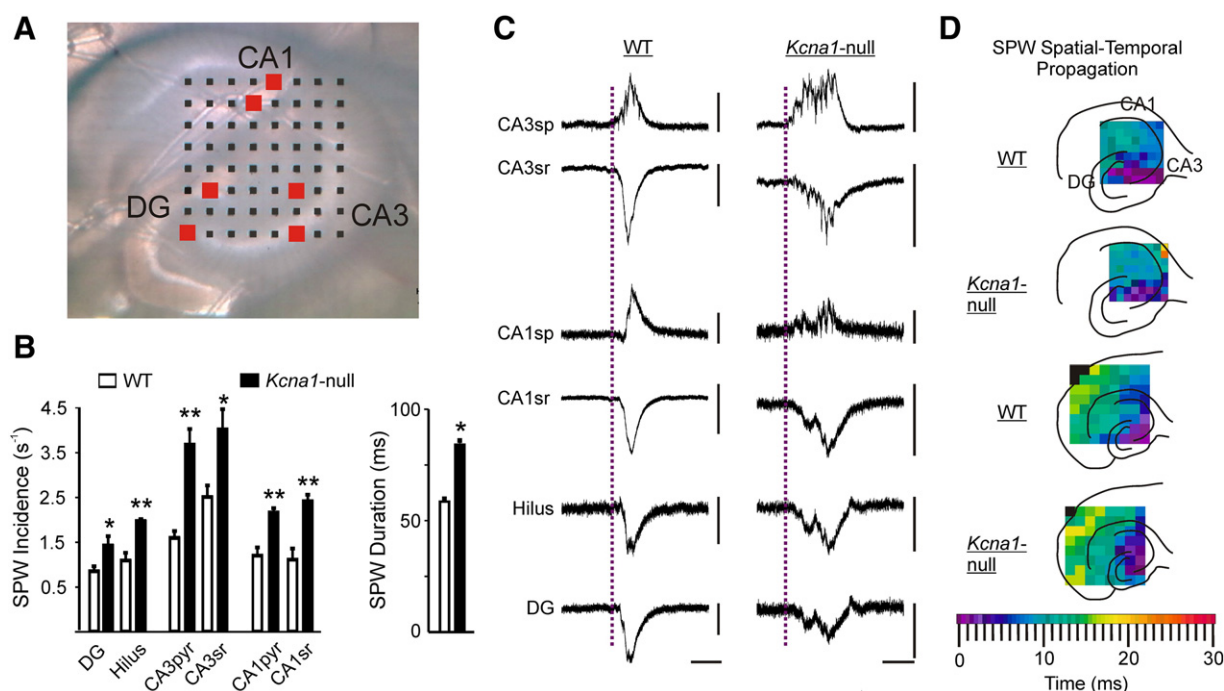 A
CA1
DG
CA3
B
WT
Kcna1-null
SPW Incidence (s-1)
4.5
3.5
2.5
1.5
0.5
*
**
**
*
**
**
DG
Hilus
CA3pyr
CA3sr
CA1pyr
CA1sr
SPW Duration (ms)
100
50
0
*
C
WT
Kcna1-null
CA3sp
CA3sr
CA1sp
CA1sr
Hilus
DG
D
SPW Spatial-Temporal
Propagation
WT
CA1
DG
CA3
Kcna1-
null
WT
Kcna1-
null
0
10
20
30
Time (ms)